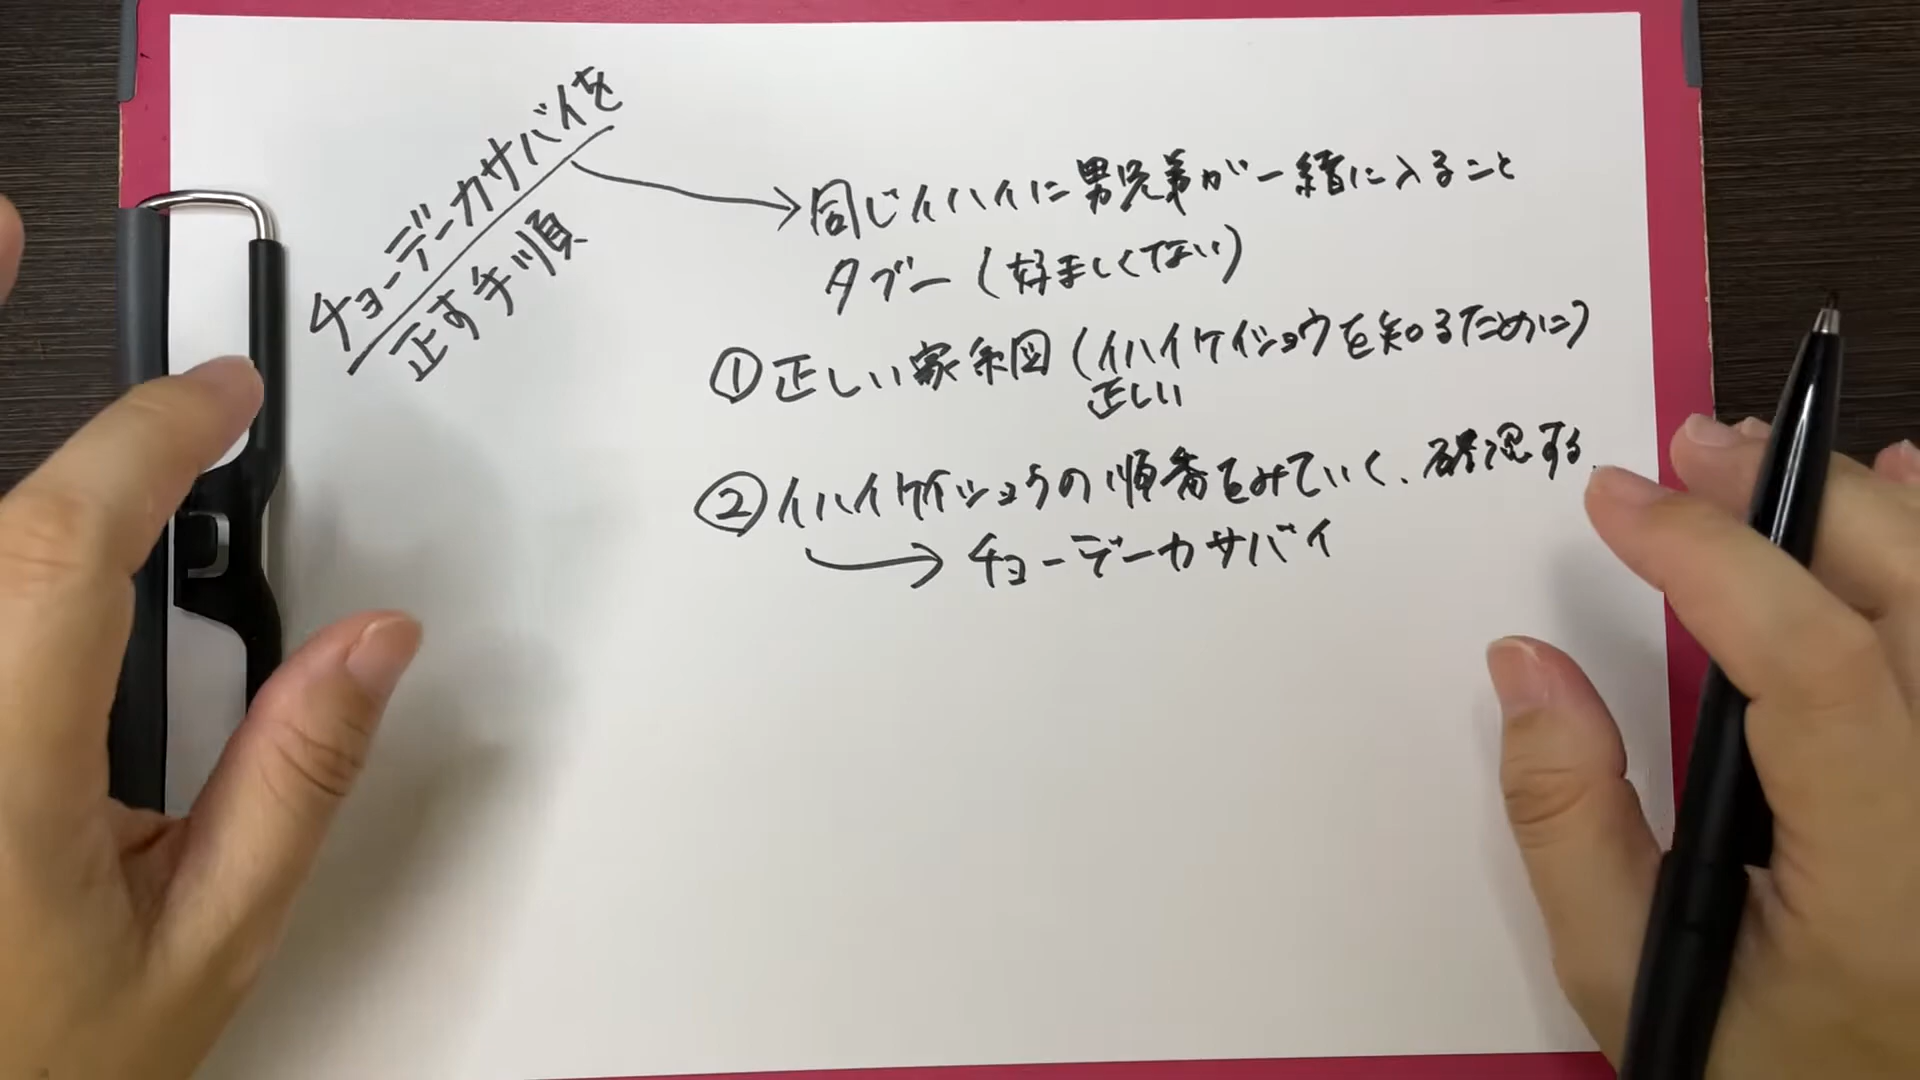 チョーデーカサバイを
正す手順
同じイハイに男兄弟が一緒に入ること
タブー(好ましくてない)
①正しい家系図(イハイケイショウを知るために)
正しい
②イハイケイショウの順番をみていく、確認する。
チョーデーカサバイ